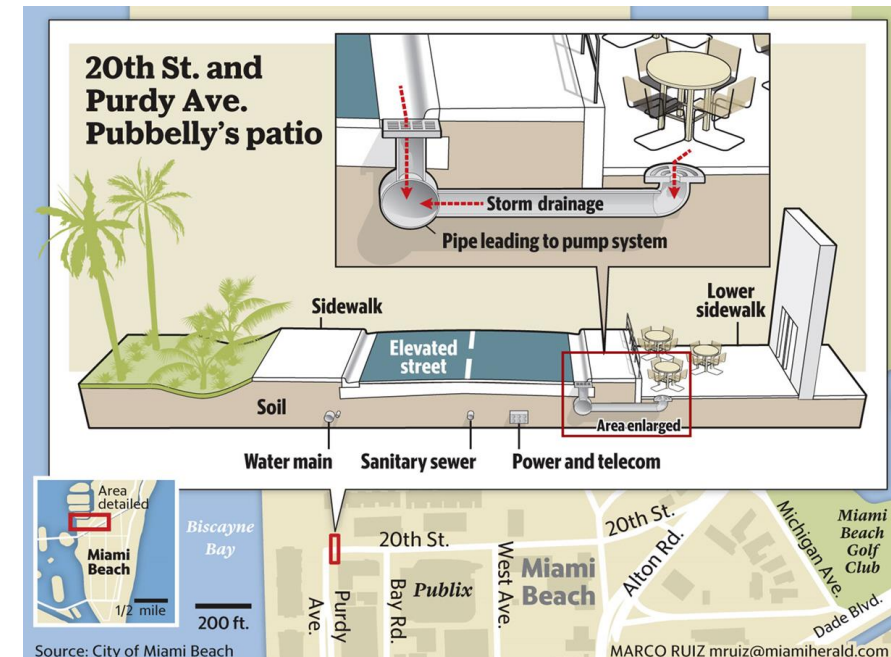 20th St. and
Purdy Ave.
Pubbelly's patio
Storm drainage
Pipe leading to pump system
Sidewalk
Lower
sidewalk
Elevated
street
Soil
Area enlarged
Water main
Sanitary sewer
Power and telecom
Area
detailed
Miami
Beach
1/2 mile
Biscayne
Bay
200 ft.
20th St.
20th St.
Purdy
Ave.
Bay Rd.
Publix
West Ave.
Miami
Beach
Alton Rd.
Michigan Ave.
Miami
Beach
Golf
Club
Dade Blvd.
Source: City of Miami Beach
MARCO RUIZ mruiz@miamiherald.com